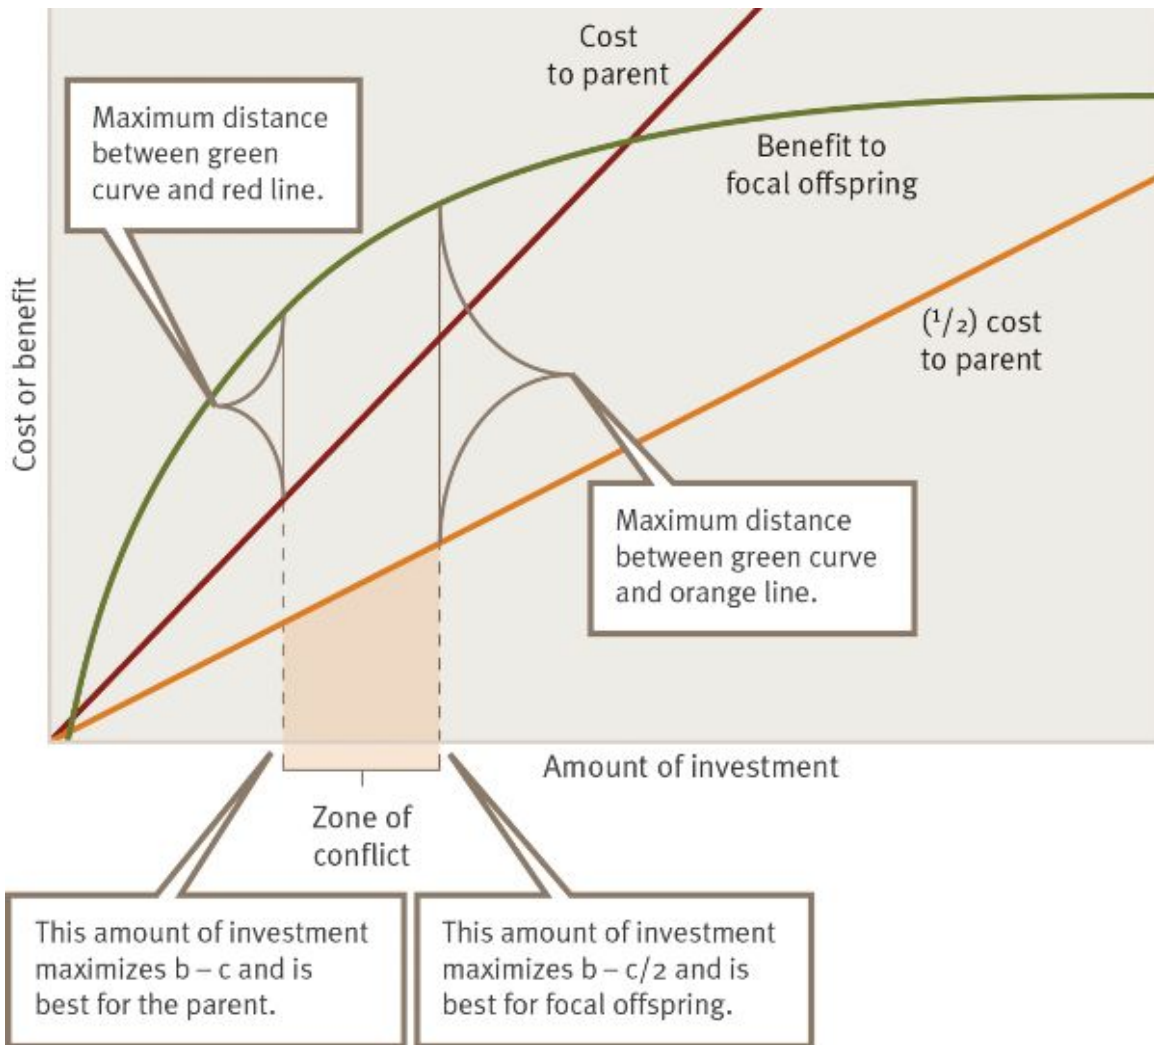 Cost
to parent
Maximum distance
between green
curve and red line.
Benefit to
focal offspring
Cost or benefit
(1/2) cost
to parent
Maximum distance
between green curve
and orange line.
Amount of investment
Zone of
conflict
This amount of investment
maximizes b – c and is
best for the parent.
This amount of investment
maximizes b – c/2 and is
best for focal offspring.